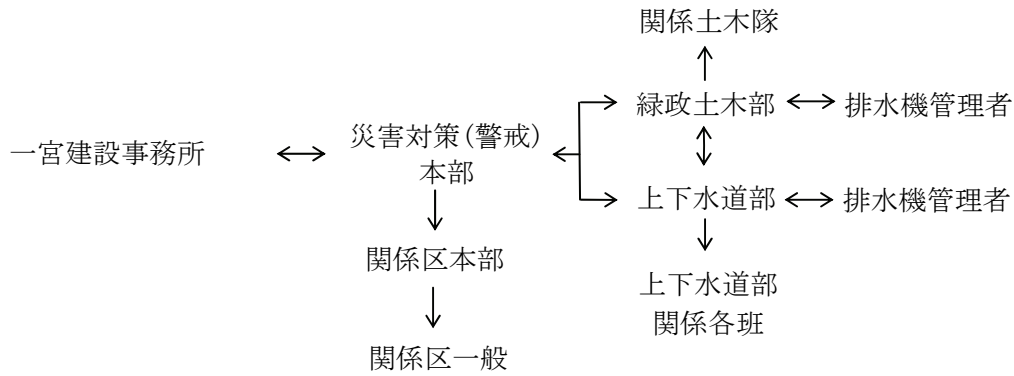 関係土木隊
緑政土木部
排水機管理者
一宮建設事務所
災害対策(警戒)
本部
上下水道部
排水機管理者
関係区本部
上下水道部
関係各班
関係区一般